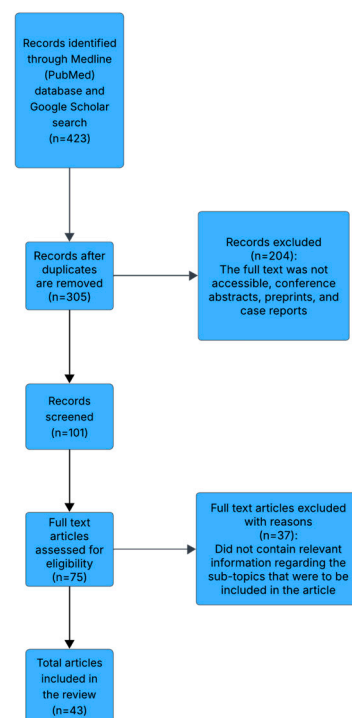 Records identified
through Medline
(PubMed)
database and
Google Scholar
search
(n=423)
Records after
duplicates
are removed
(n=305)
Records excluded
(n=204):
The full text was not
accessible, conference
abstracts, preprints, and
case reports
Records
screened
(n=101)
Full text
articles
assessed for
eligibility
(n=75)
Full text articles excluded
with reasons
(n=37):
Did not contain relevant
information regarding the
sub-topics that were to be
included in the article
Total articles
included in
the review
(n=43)